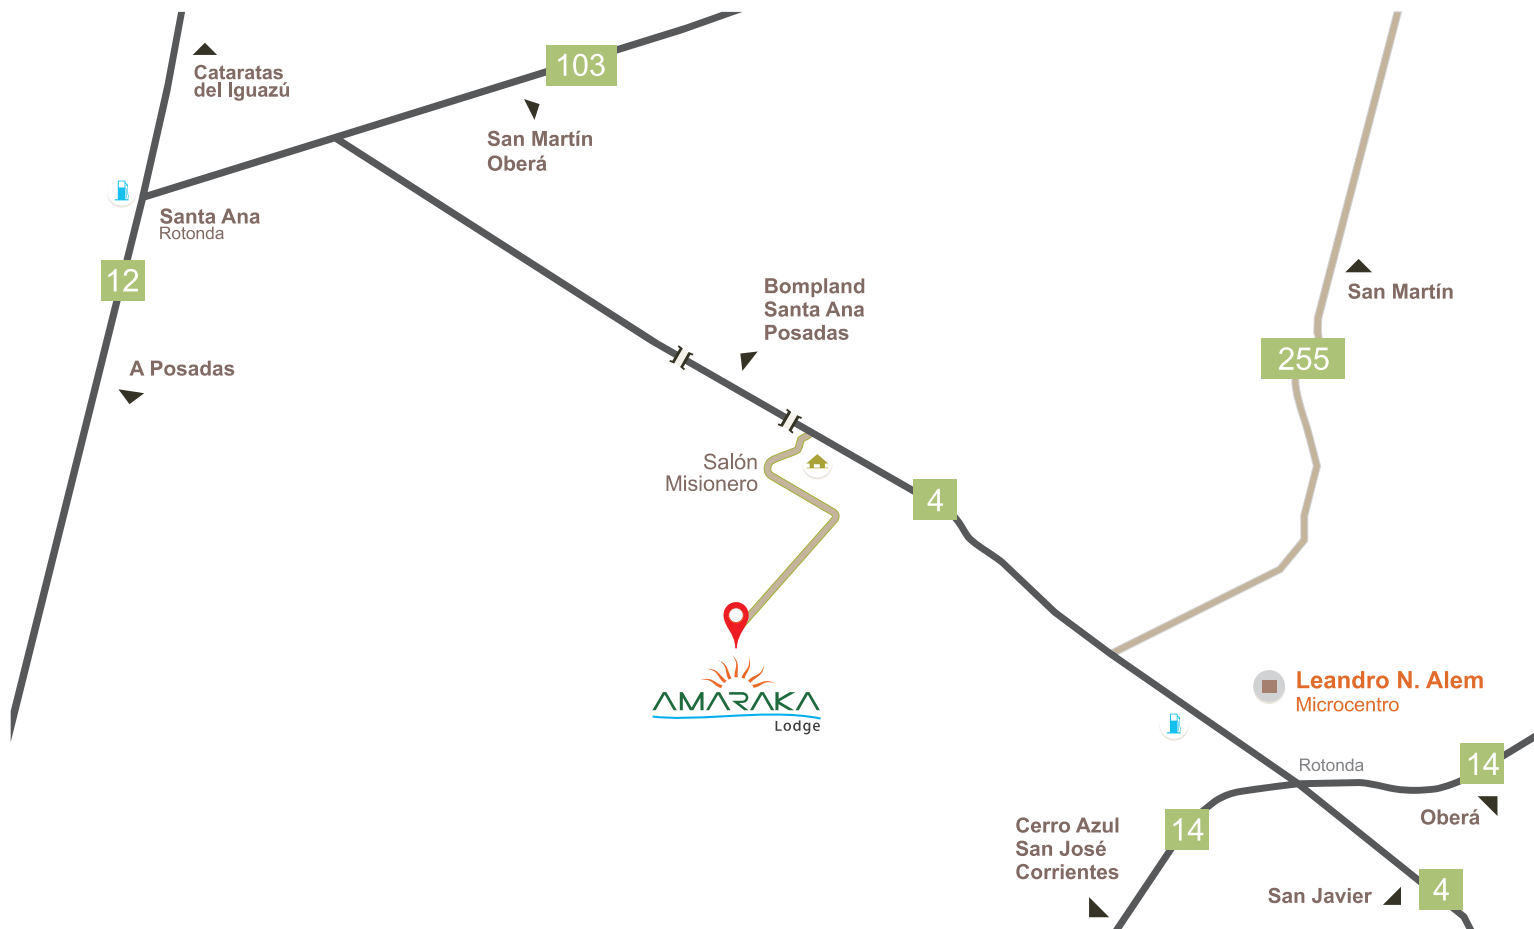 Cataratas
del Iguazú
103
San Martín
Oberá
Santa Ana
Rotonda
12
A Posadas
Bompland
Santa Ana
Posadas
San Martín
255
Salón
Misionero
4
AMARAKA
Lodge
Leandro N. Alem
Microcentro
Rotonda
14
Oberá
14
Cerro Azul
San José
Corrientes
San Javier
4